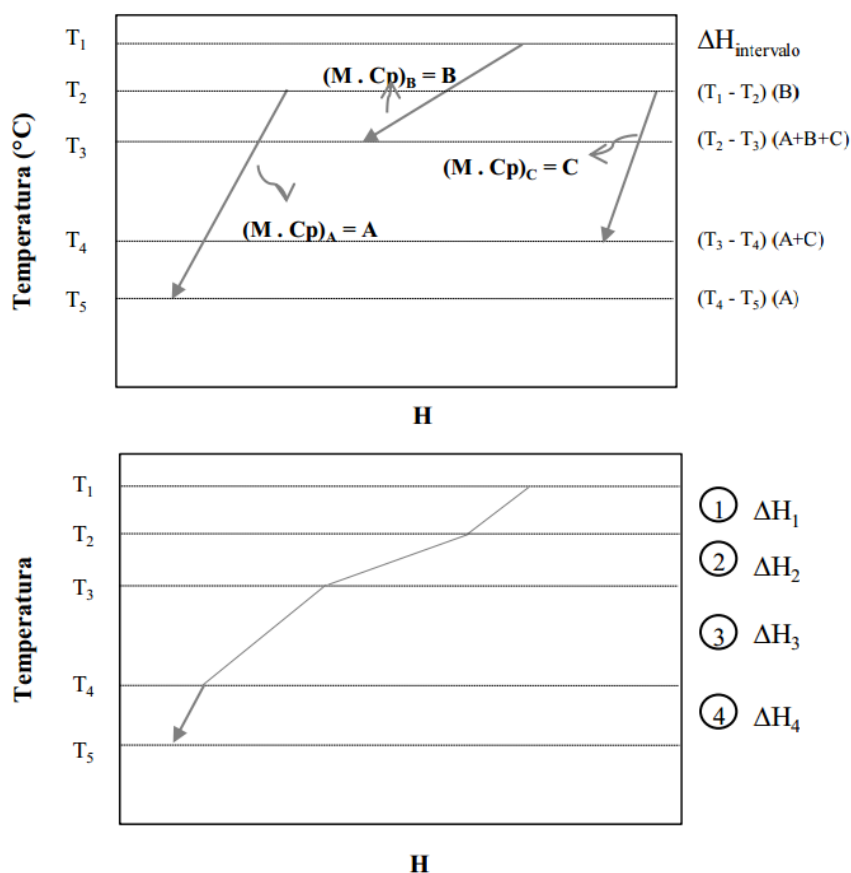 T1 ΔHintervalo
(M . Cp)B = B
T2 (T1 - T2) (B)
T3 (T2 - T3) (A+B+C)
(M . Cp)C = C
(M . Cp)A = A
T4 (T3 - T4) (A+C)
T5 (T4 - T5) (A)
Temperatura (°C)
H
T1
1 ΔH1
T2
2 ΔH2
T3
3 ΔH3
T4
4 ΔH4
T5
Temperatura
H